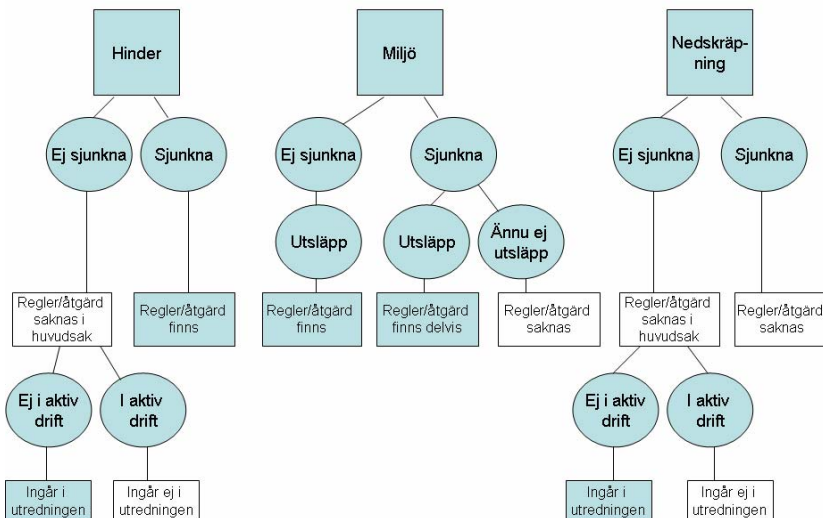 Hinder
Ej sjunkna
Sjunkna
Regler/åtgärd
saknas i
huvudsak
Regler/åtgärd
finns
Ej i aktiv
drift
I aktiv
drift
Ingår i
utredningen
Ingår ej i
utredningen
Miljö
Ej sjunkna
Sjunkna
Utsläpp
Utsläpp
Ännu ej
utsläpp
Regler/åtgärd
finns
Regler/åtgärd
finns delvis
Regler/åtgärd
saknas
Nedskräp-
ning
Ej sjunkna
Sjunkna
Regler/åtgärd
saknas i
huvudsak
Regler/åtgärd
saknas
Ej i aktiv
drift
I aktiv
drift
Ingår i
utredningen
Ingår ej i
utredningen